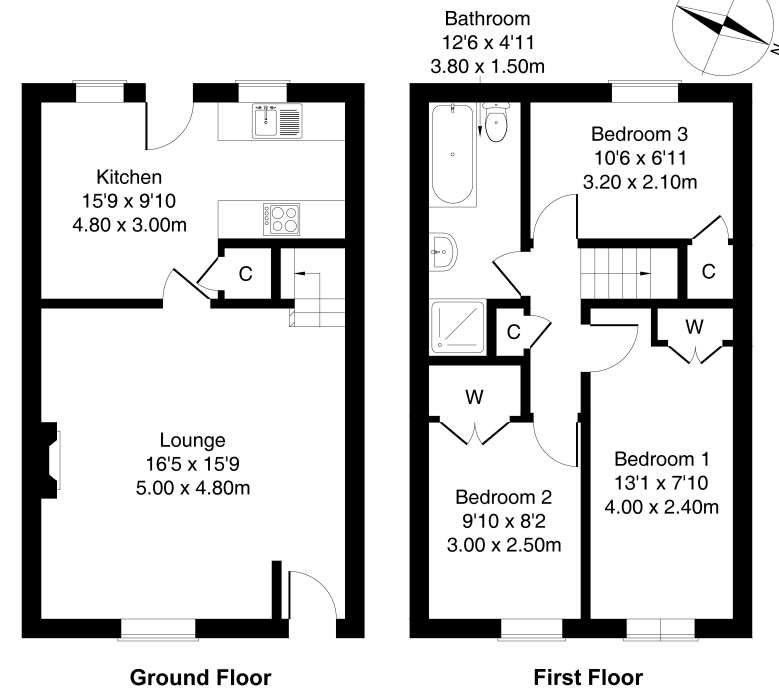 Bathroom
12'6 x 4'11
3.80 x 1.50m
N
Kitchen
15'9 x 9'10
4.80 x 3.00m
C
Lounge
16'5 x 15'9
5.00 x 4.80m
Bedroom 3
10'6 x 6'11
3.20 x 2.10m
C
C
W
W
Bedroom 1
13'1 x 7'10
4.00 x 2.40m
Bedroom 2
9'10 x 8'2
3.00 x 2.50m
Ground Floor
First Floor